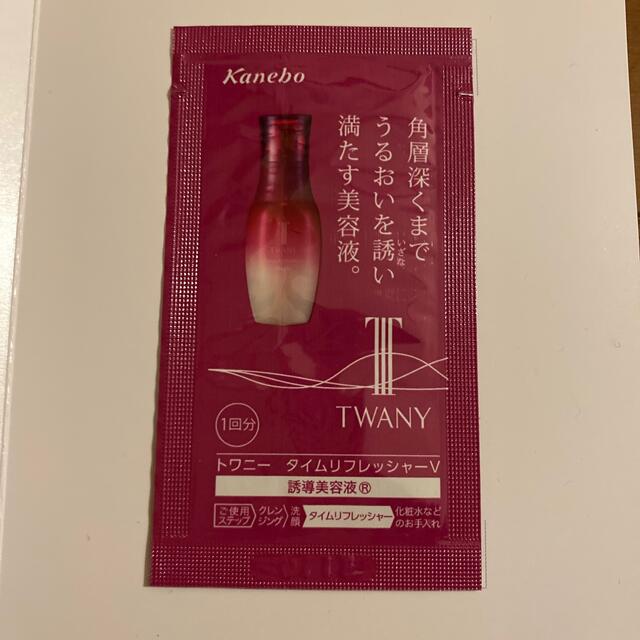 Kanebo
角層深くまで
うるおいを誘い
いざな
満たす美容液。
TWANY
T
TWANY
1回分
トワニー タイムリフレッシャーV
誘導美容液®
ご使用
ステップ
クレン
ジング
洗
顔
タイムリフレッシャー
化粧水など
のお手入れ